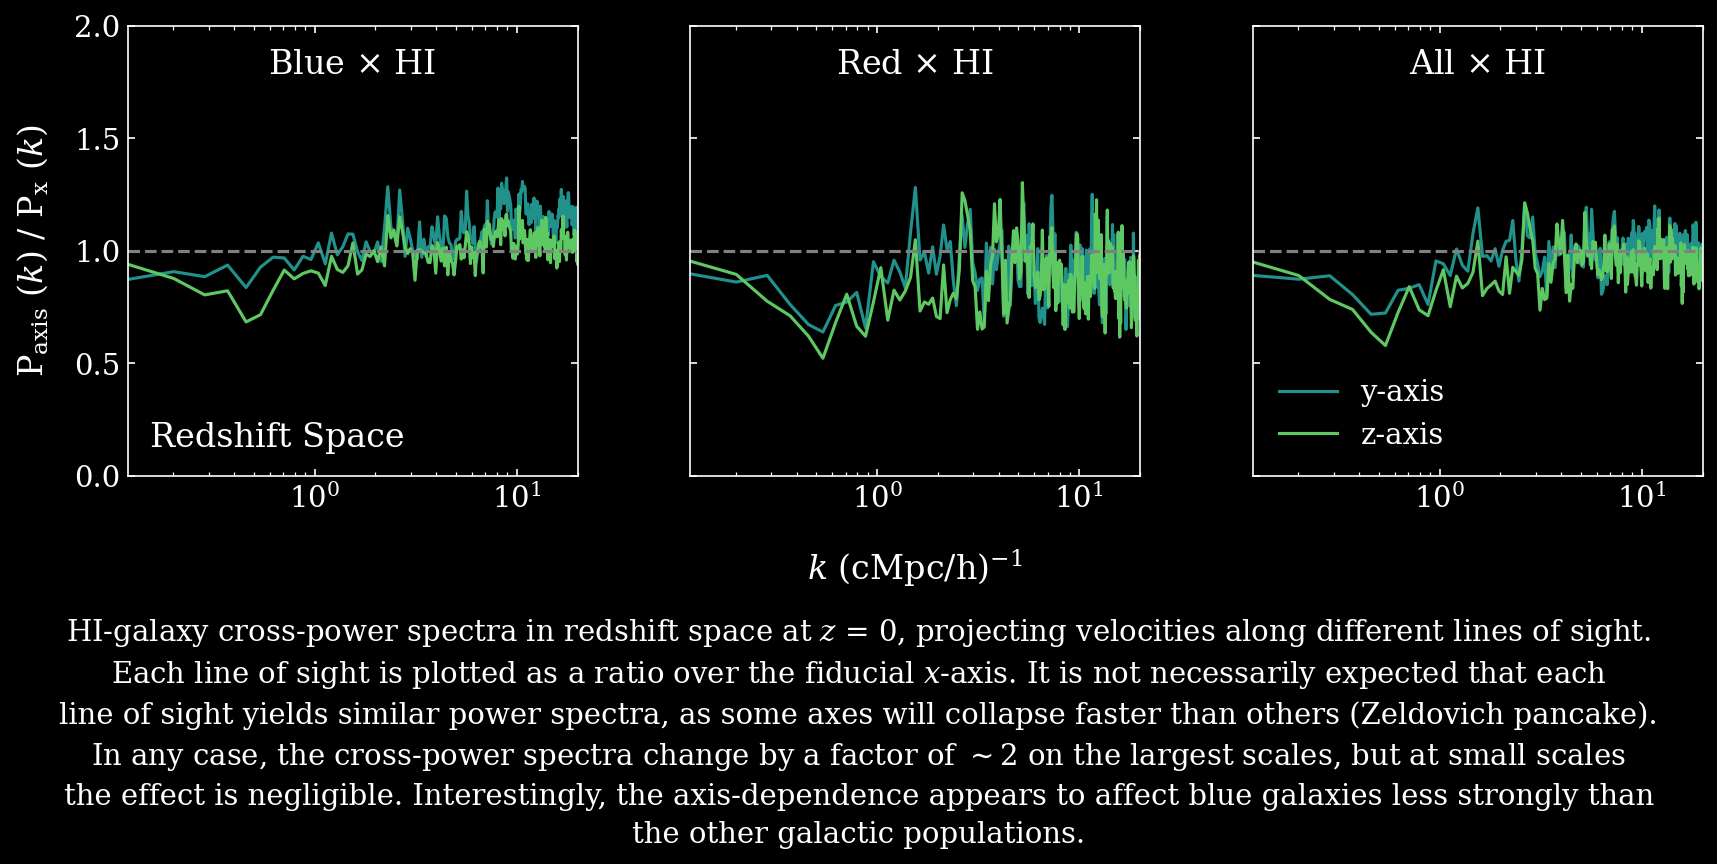 Blue × HI
Red × HI
All × HI
P_axis (k) / P_x (k)
2.0
1.5
1.0
0.5
0.0
Redshift Space
y-axis
z-axis
10^0
10^1
10^0
10^1
10^0
10^1
k (cMpc/h)^−1
HI-galaxy cross-power spectra in redshift space at z = 0, projecting velocities along different lines of sight.
Each line of sight is plotted as a ratio over the fiducial x-axis. It is not necessarily expected that each
line of sight yields similar power spectra, as some axes will collapse faster than others (Zeldovich pancake).
In any case, the cross-power spectra change by a factor of ∼2 on the largest scales, but at small scales
the effect is negligible. Interestingly, the axis-dependence appears to affect blue galaxies less strongly than
the other galactic populations.